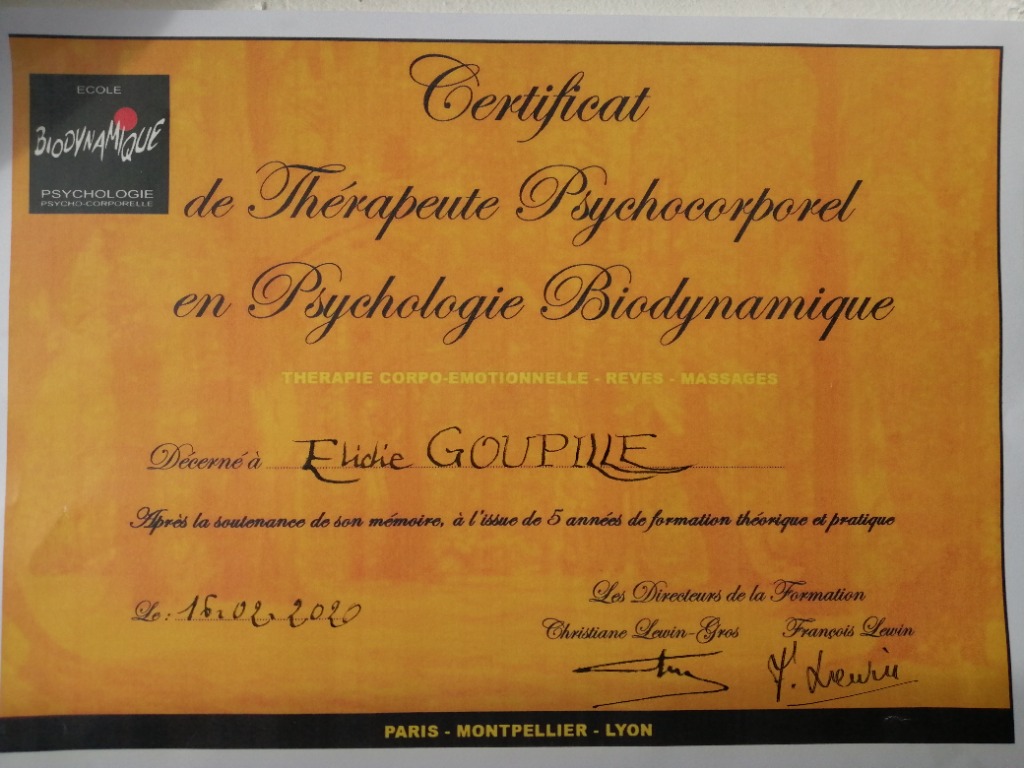 ECOLE
BIODYNAMIQUE
PSYCHOLOGIE
PSYCHO-CORPORELLE
Certificat
de Thérapeute Psychocorporel
en Psychologie Biodynamique
THERAPIE CORPO-EMOTIONNELLE - REVES - MASSAGES
Décerné à Elidie GOUPILLE
Après la soutenance de son mémoire, à l'issue de 5 années de formation théorique et pratique
Le: 16.02.2020
Les Directeurs de la Formation
Christiane Lewin-Gros François Lewin
F. Lewin
PARIS - MONTPELLIER - LYON